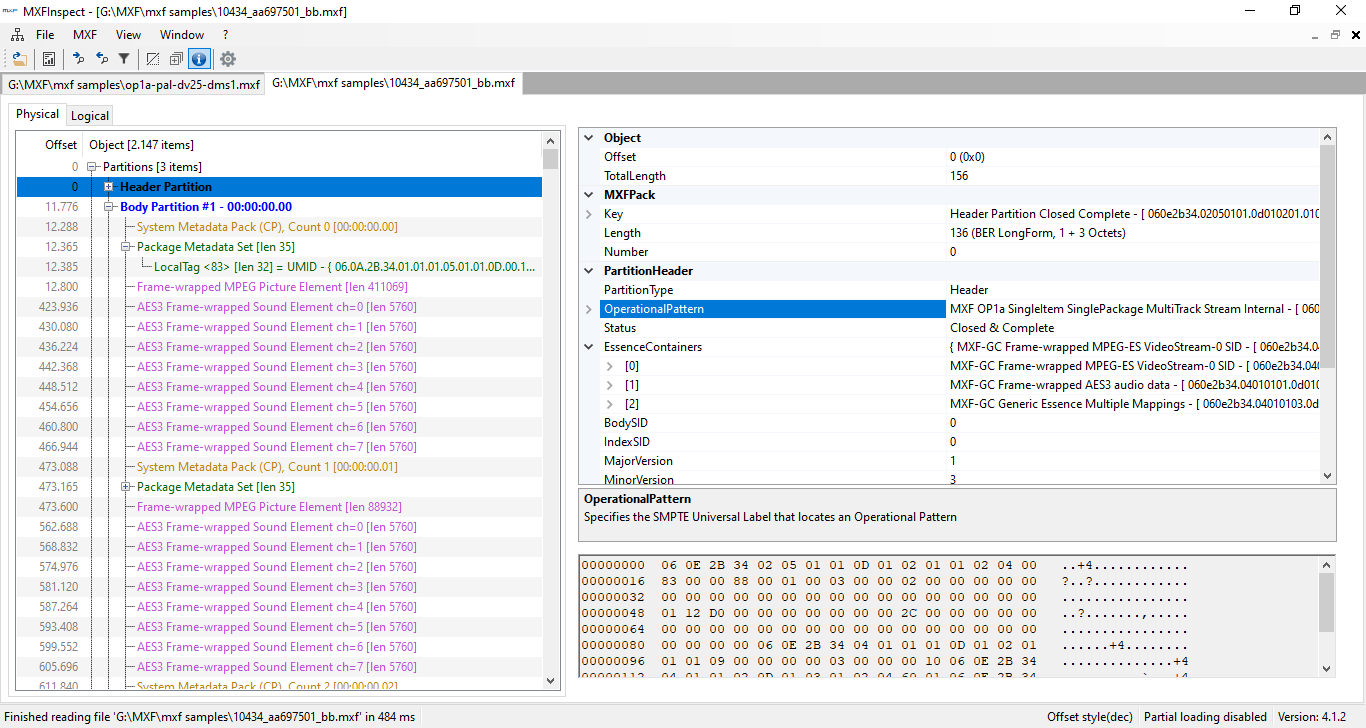 MXFInspect - [G:\MXF\mxf samples\10434_aa697501_bb.mxf]
File MXF View Window ?
G:\MXF\mxf samples\op1a-pal-dv25-dms1.mxf G:\MXF\mxf samples\10434_aa697501_bb.mxf
Physical Logical
Offset Object [2.147 items]
0 Partitions [3 items]
0 Header Partition
11.776 Body Partition #1 - 00:00:00.00
12.288 System Metadata Pack (CP), Count 0 [00:00:00.00]
12.365 Package Metadata Set [len 35]
12.385 LocalTag <83> [len 32] = UMID - { 06.0A.2B.34.01.01.01.05.01.01.0D.00.1...
12.800 Frame-wrapped MPEG Picture Element [len 411069]
423.936 AES3 Frame-wrapped Sound Element ch=0 [len 5760]
430.080 AES3 Frame-wrapped Sound Element ch=1 [len 5760]
436.224 AES3 Frame-wrapped Sound Element ch=2 [len 5760]
442.368 AES3 Frame-wrapped Sound Element ch=3 [len 5760]
448.512 AES3 Frame-wrapped Sound Element ch=4 [len 5760]
454.656 AES3 Frame-wrapped Sound Element ch=5 [len 5760]
460.800 AES3 Frame-wrapped Sound Element ch=6 [len 5760]
466.944 AES3 Frame-wrapped Sound Element ch=7 [len 5760]
473.088 System Metadata Pack (CP), Count 1 [00:00:00.01]
473.165 Package Metadata Set [len 35]
473.600 Frame-wrapped MPEG Picture Element [len 88932]
562.688 AES3 Frame-wrapped Sound Element ch=0 [len 5760]
568.832 AES3 Frame-wrapped Sound Element ch=1 [len 5760]
574.976 AES3 Frame-wrapped Sound Element ch=2 [len 5760]
581.120 AES3 Frame-wrapped Sound Element ch=3 [len 5760]
587.264 AES3 Frame-wrapped Sound Element ch=4 [len 5760]
593.408 AES3 Frame-wrapped Sound Element ch=5 [len 5760]
599.552 AES3 Frame-wrapped Sound Element ch=6 [len 5760]
605.696 AES3 Frame-wrapped Sound Element ch=7 [len 5760]
611.840 System Metadata Pack (CP), Count 2 [00:00:00.02]
Object
Offset 0 (0x0)
TotalLength 156
MXFPack
Key Header Partition Closed Complete - [ 060e2b34.02050101.0d010201.010
Length 136 (BER LongForm, 1 + 3 Octets)
Number 0
PartitionHeader
PartitionType Header
OperationalPattern MXF OP1a SingleItem SinglePackage MultiTrack Stream Internal - [ 060
Status Closed & Complete
EssenceContainers { MXF-GC Frame-wrapped MPEG-ES VideoStream-0 SID - [ 060e2b34.04
[0] MXF-GC Frame-wrapped MPEG-ES VideoStream-0 SID - [ 060e2b34.040
[1] MXF-GC Frame-wrapped AES3 audio data - [ 060e2b34.04010101.0d010
[2] MXF-GC Generic Essence Multiple Mappings - [ 060e2b34.04010103.0d
BodySID 0
IndexSID 0
MajorVersion 1
MinorVersion 3
OperationalPattern
Specifies the SMPTE Universal Label that locates an Operational Pattern
00000000 06 0E 2B 34 02 05 01 01 0D 01 02 01 01 02 04 00 ..+4............
00000016 83 00 00 88 00 01 00 03 00 00 02 00 00 00 00 00 ?..?............
00000032 00 00 00 00 00 00 00 00 00 00 00 00 00 00 00 00 ................
00000048 01 12 D0 00 00 00 00 00 00 00 2C 00 00 00 00 00 ..?.......,.....
00000064 00 00 00 00 00 00 00 00 00 00 00 00 00 00 00 00 ................
00000080 00 00 00 00 06 0E 2B 34 04 01 01 01 0D 01 02 01 ......+4........
00000096 01 01 09 00 00 00 00 03 00 00 00 10 06 0E 2B 34 ..............+4
00000112 04 01 01 02 0D 01 03 01 02 04 60 01 06 0E 2B 34 ..........`...+4
Finished reading file 'G:\MXF\mxf samples\10434_aa697501_bb.mxf' in 484 ms Offset style(dec) Partial loading disabled Version: 4.1.2